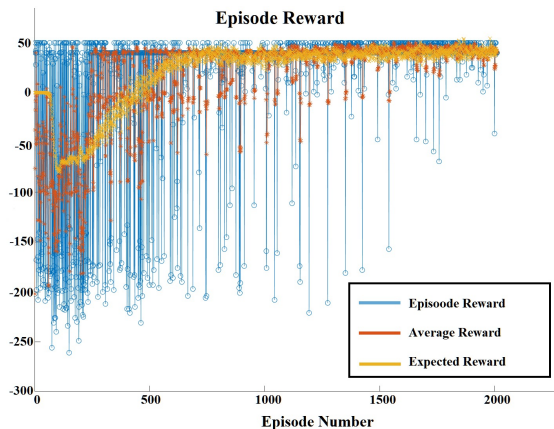 Episode Reward
50
0
-50
-100
-150
-200
-250
-300
0
500
1000
1500
2000
Episode Number
Episoode Reward
Average Reward
Expected Reward